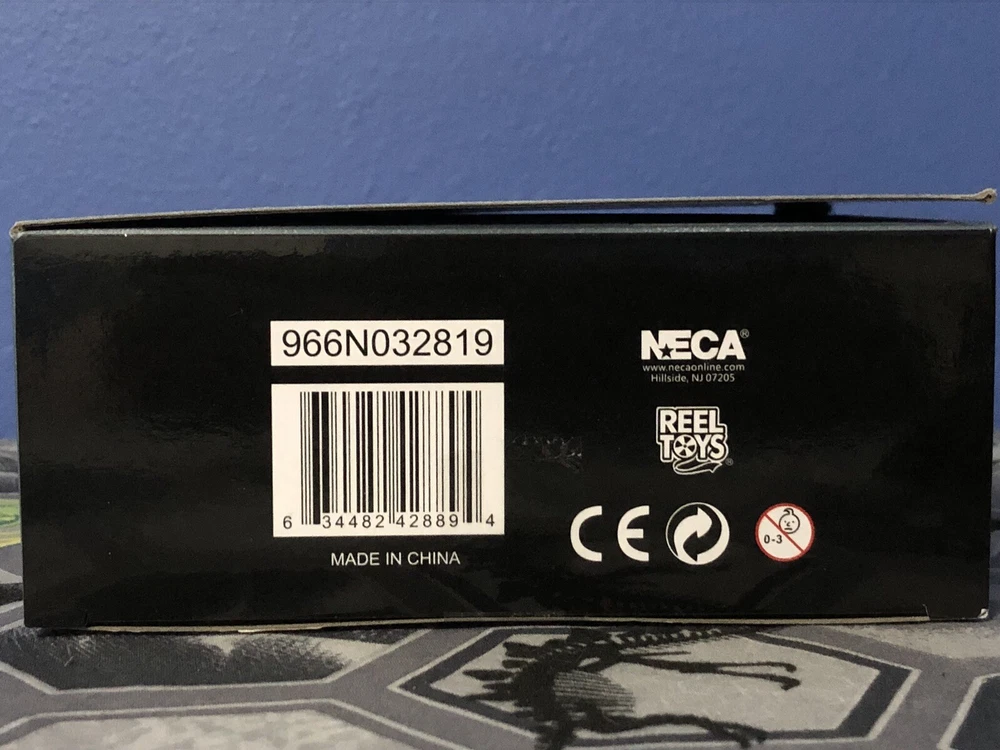 966N032819
6 34482 42889 4
MADE IN CHINA
NECA®
www.necaonline.com
Hillside, NJ 07205
REEL
TOYS®
CE
0-3